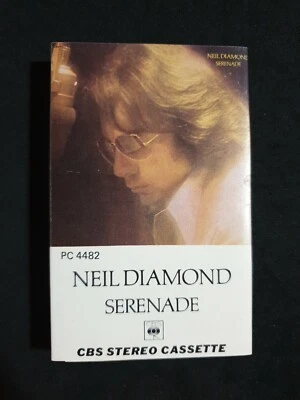 NEIL DIAMOND
SERENADE
PC 4482
NEIL DIAMOND
SERENADE
CBS STEREO CASSETTE